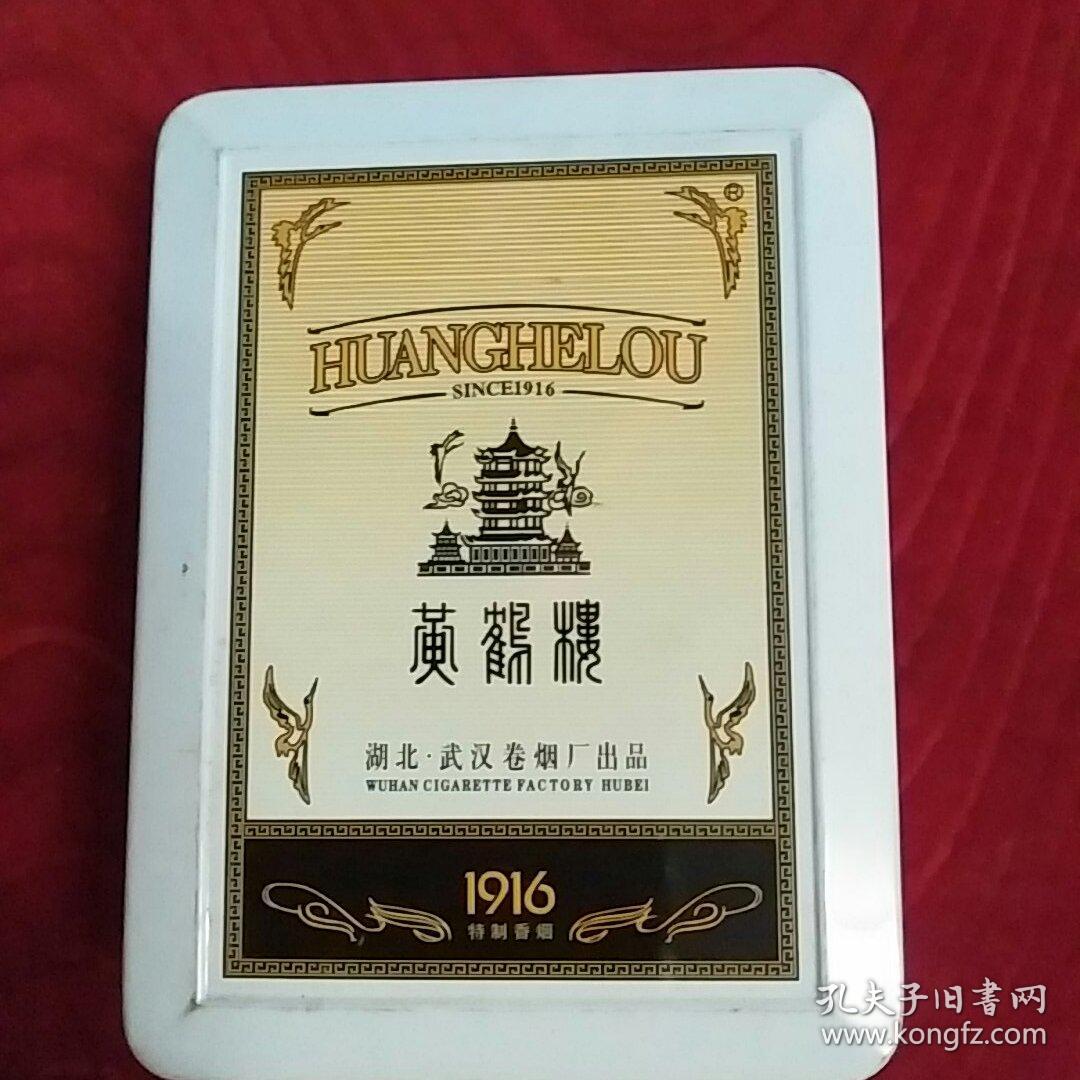 ®
HUANGHELOU
SINCE1916
黄鹤楼
湖北·武汉卷烟厂出品
WUHAN CIGARETTE FACTORY HUBEI
1916
特制香烟
孔夫子旧書网
www.kongfz.com